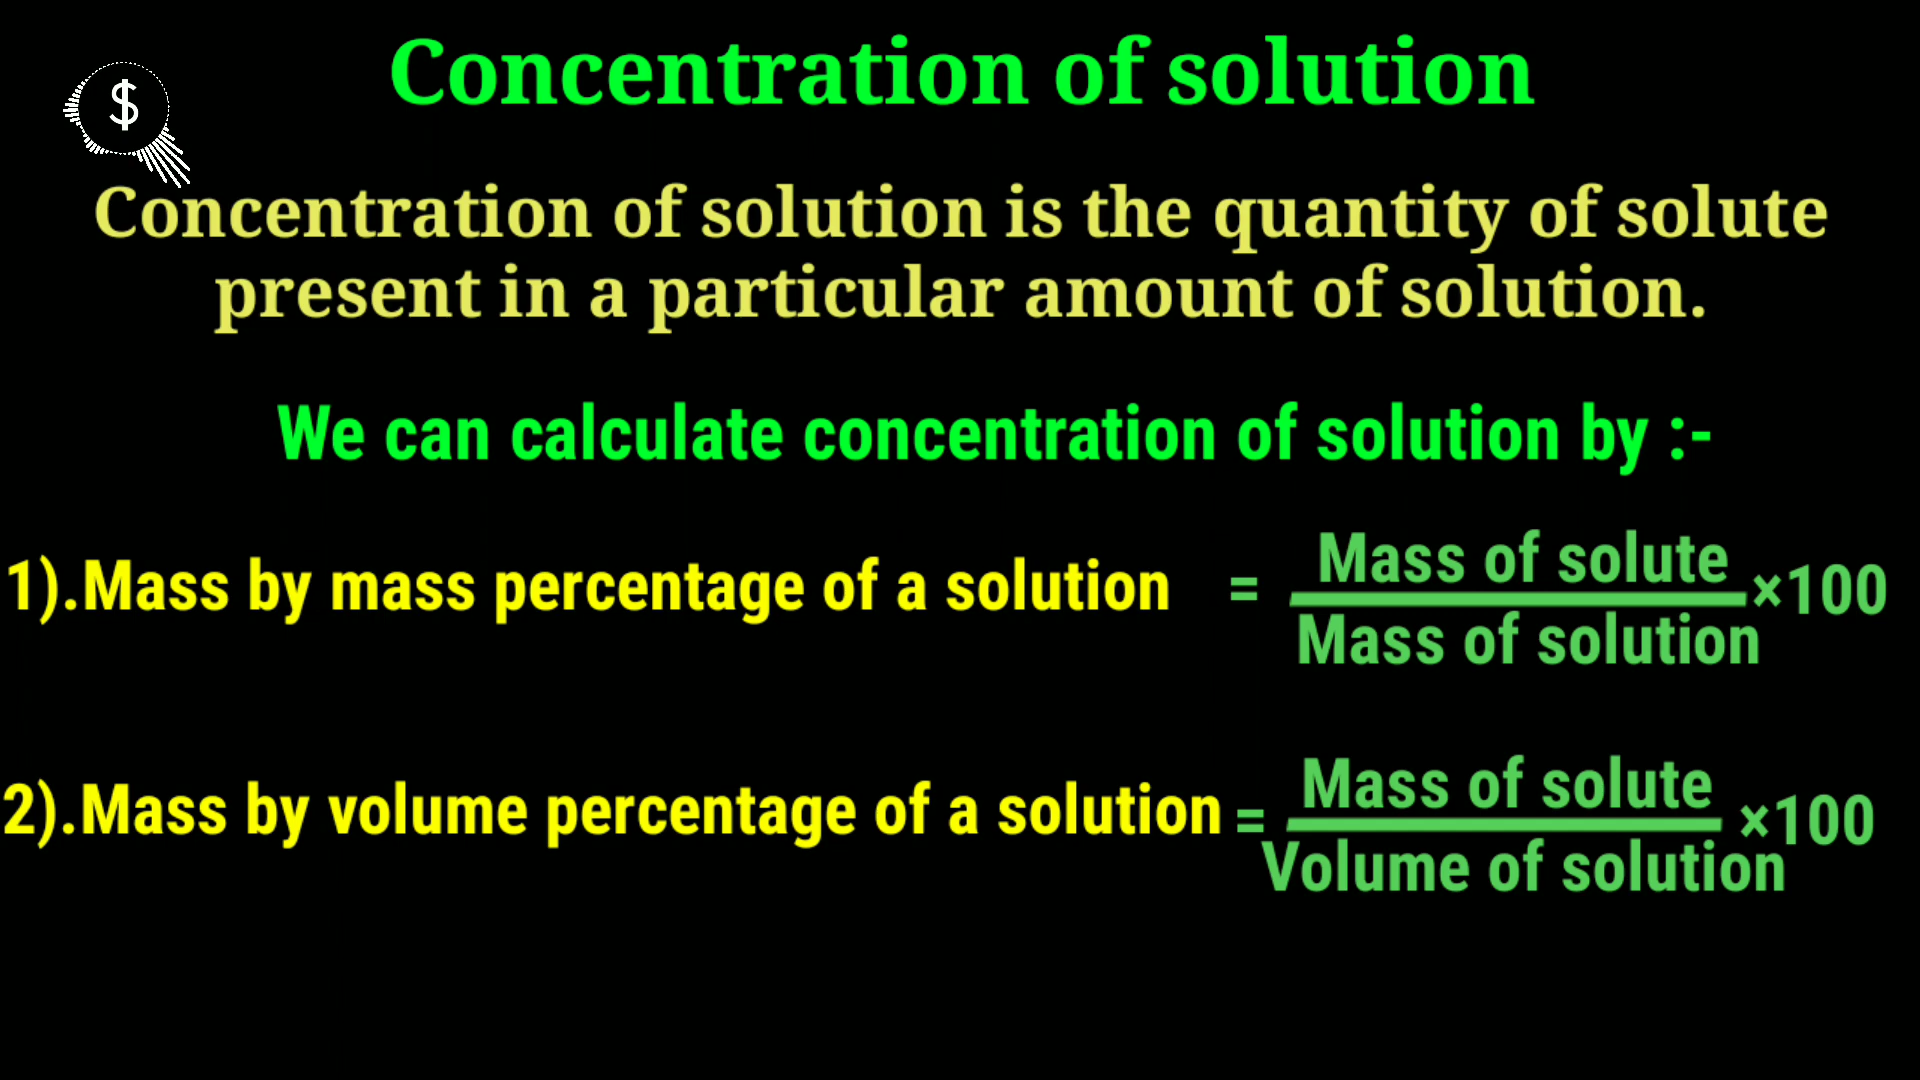 Concentration of solution
$
Concentration of solution is the quantity of solute
present in a particular amount of solution.
We can calculate concentration of solution by :-
1).Mass by mass percentage of a solution = Mass of solute ×100
Mass of solution
2).Mass by volume percentage of a solution = Mass of solute ×100
Volume of solution